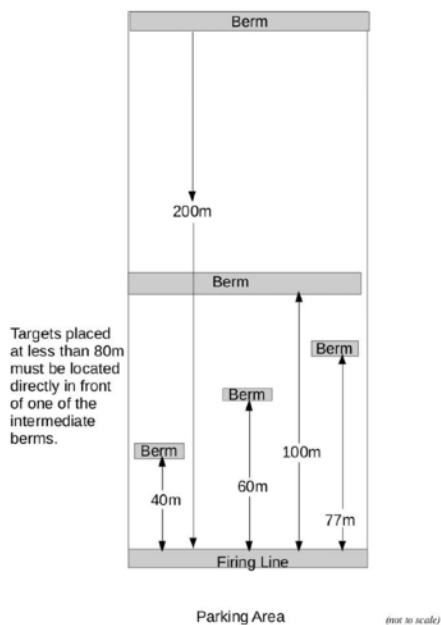 Berm
200m
Berm
Targets placed
at less than 80m
must be located
directly in front
of one of the
intermediate
berms.
Berm
Berm
Berm
100m
60m
40m
77m
Firing Line
Parking Area
(not to scale)